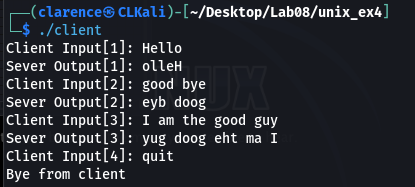 ┌──(clarence㉿CLKali)-[~/Desktop/Lab08/unix_ex4]
└─$ ./client
Client Input[1]: Hello
Sever Output[1]: olleH
Client Input[2]: good bye
Sever Output[2]: eyb doog
Client Input[3]: I am the good guy
Sever Output[3]: yug doog eht ma I
Client Input[4]: quit
Bye from client